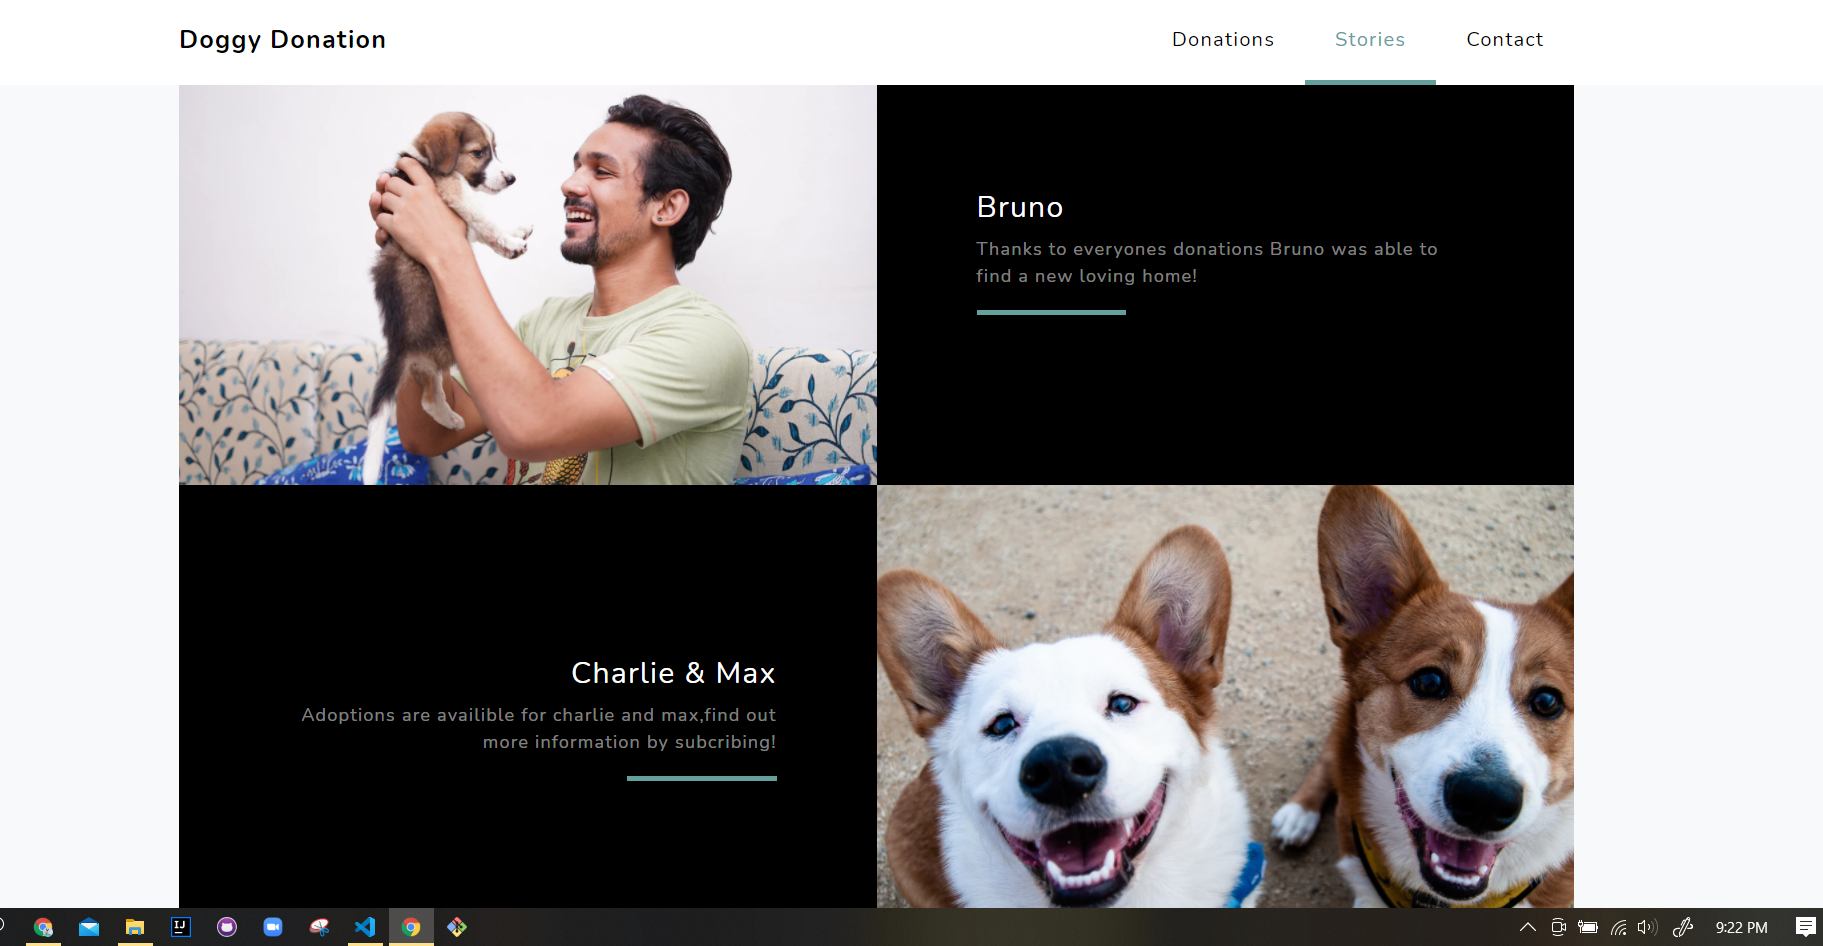 Doggy Donation
Donations
Stories
Contact
Bruno
Thanks to everyones donations Bruno was able to
find a new loving home!
Charlie & Max
Adoptions are availible for charlie and max,find out
more information by subcribing!
IJ
9:22 PM